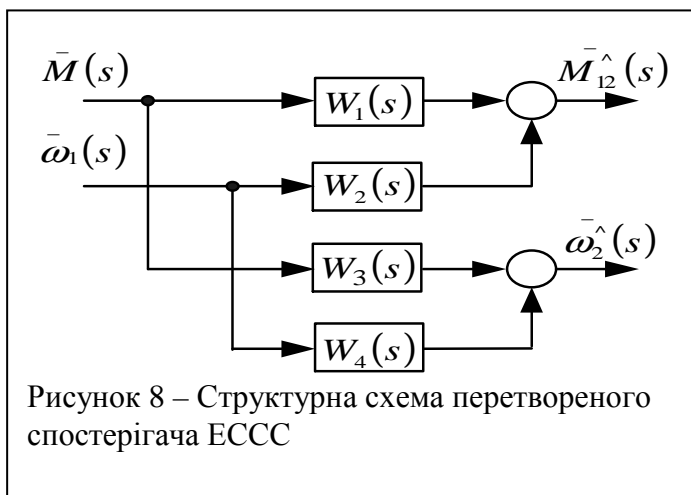 M̄(s)
W₁(s)
M̄^₁₂(s)
ω̄₁(s)
W₂(s)
W₃(s)
ω̄^₂(s)
W₄(s)
Рисунок 8 – Структурна схема перетвореного
спостерігача ЕССС